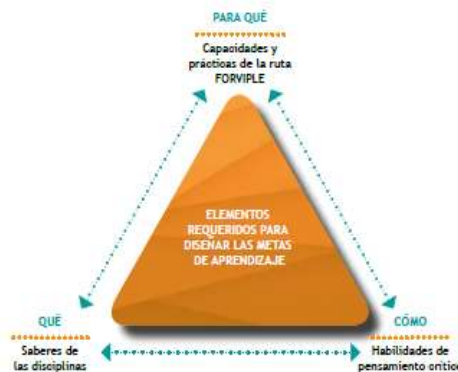 PARA QUÉ
Capacidades y
prácticas de la ruta
FORVIPLE
ELEMENTOS
REQUERIDOS PARA
DISEÑAR LAS METAS
DE APRENDIZAJE
QUÉ
Saberes de
las disciplinas
CÓMO
Habilidades de
pensamiento crítico